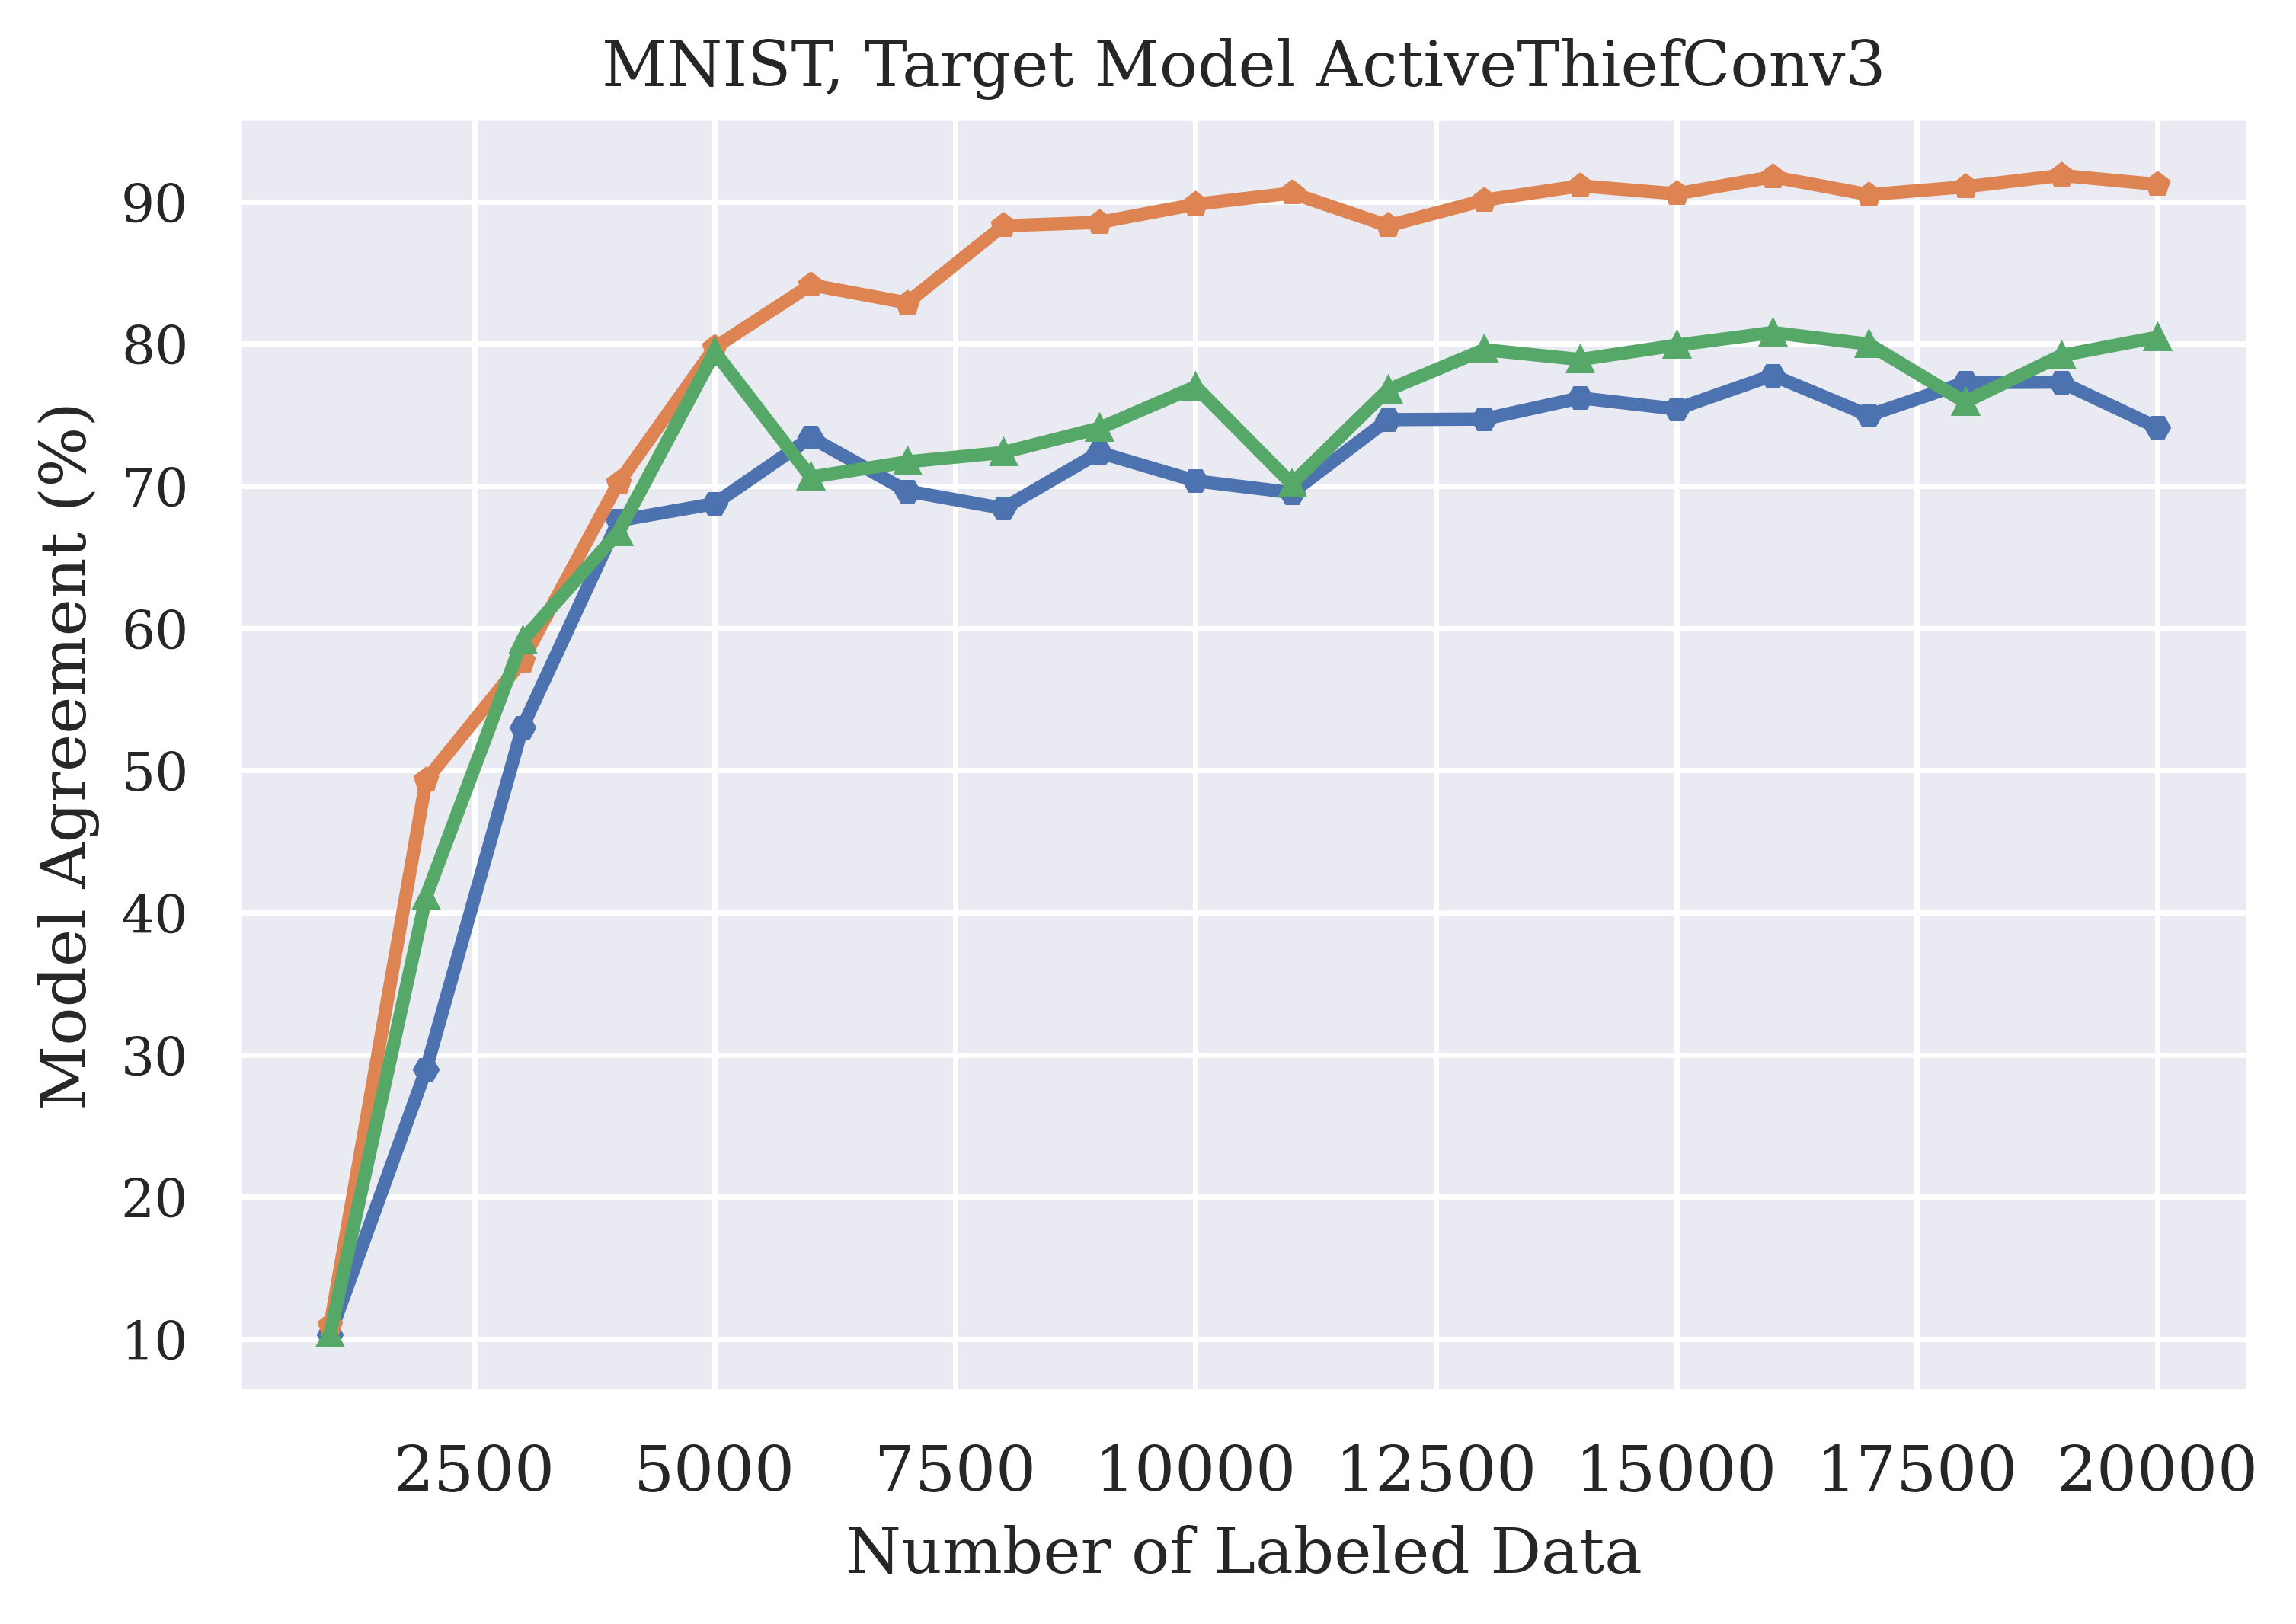 MNIST, Target Model ActiveThiefConv3
Model Agreement (%)
90
80
70
60
50
40
30
20
10
2500 5000 7500 10000 12500 15000 17500 20000
Number of Labeled Data